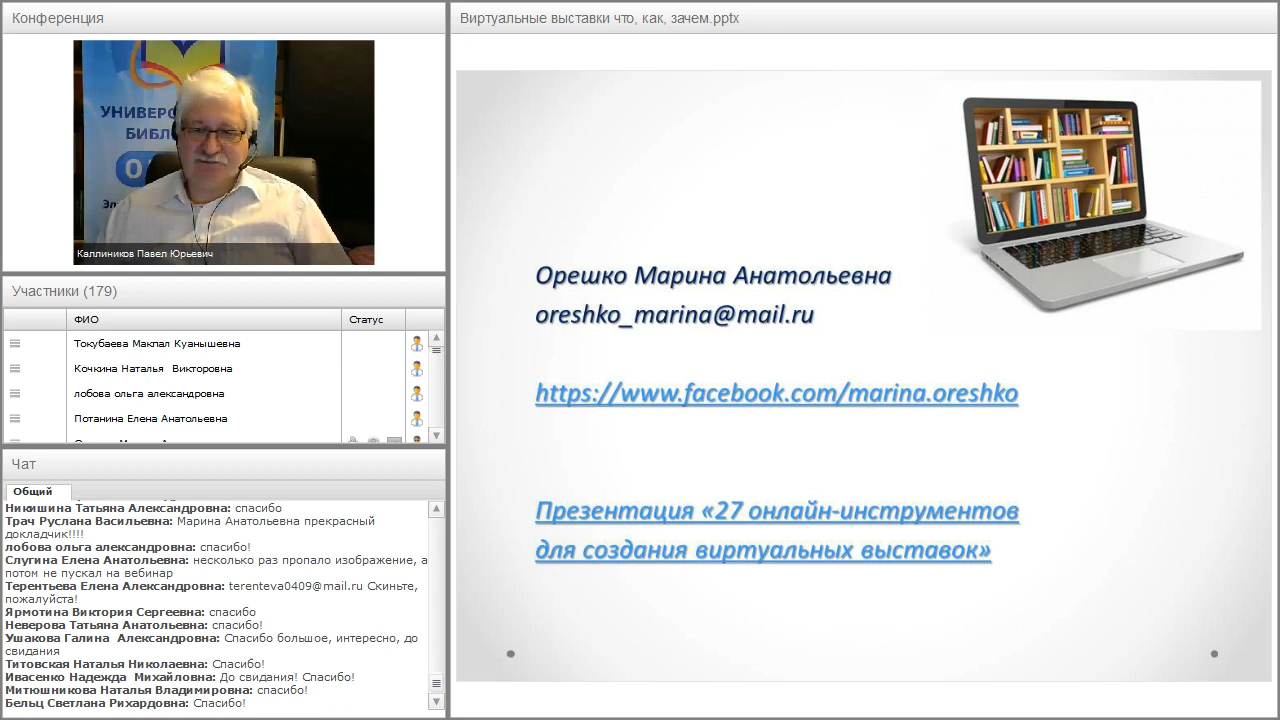 Конференция
УНИВЕРС
БИБЛ
Эл
Каллиников Павел Юрьевич
Участники (179)
ФИО Статус
Токубаева Макпал Куанышевна
Кочкина Наталья Викторовна
лобова ольга александровна
Потанина Елена Анатольевна
Чат
Общий
Никишина Татьяна Александровна: спасибо
Трач Руслана Васильевна: Марина Анатольевна прекрасный
докладчик!!!!
лобова ольга александровна: спасибо!
Слугина Елена Анатольевна: несколько раз пропало изображение, а
потом не пускал на вебинар
Терентьева Елена Александровна: terenteva0409@mail.ru Скиньте,
пожалуйста!
Ярмотина Виктория Сергеевна: спасибо
Неверова Татьяна Анатольевна: спасибо!
Ушакова Галина Александровна: Спасибо большое, интересно, до
свидания
Титовская Наталья Николаевна: Спасибо!
Ивасенко Надежда Михайловна: До свидания! Спасибо!
Митюшникова Наталья Владимировна: спасибо!
Бельц Светлана Рихардовна: Спасибо!
Виртуальные выставки что, как, зачем.pptx
Орешко Марина Анатольевна
oreshko_marina@mail.ru
https://www.facebook.com/marina.oreshko
Презентация «27 онлайн-инструментов
для создания виртуальных выставок»